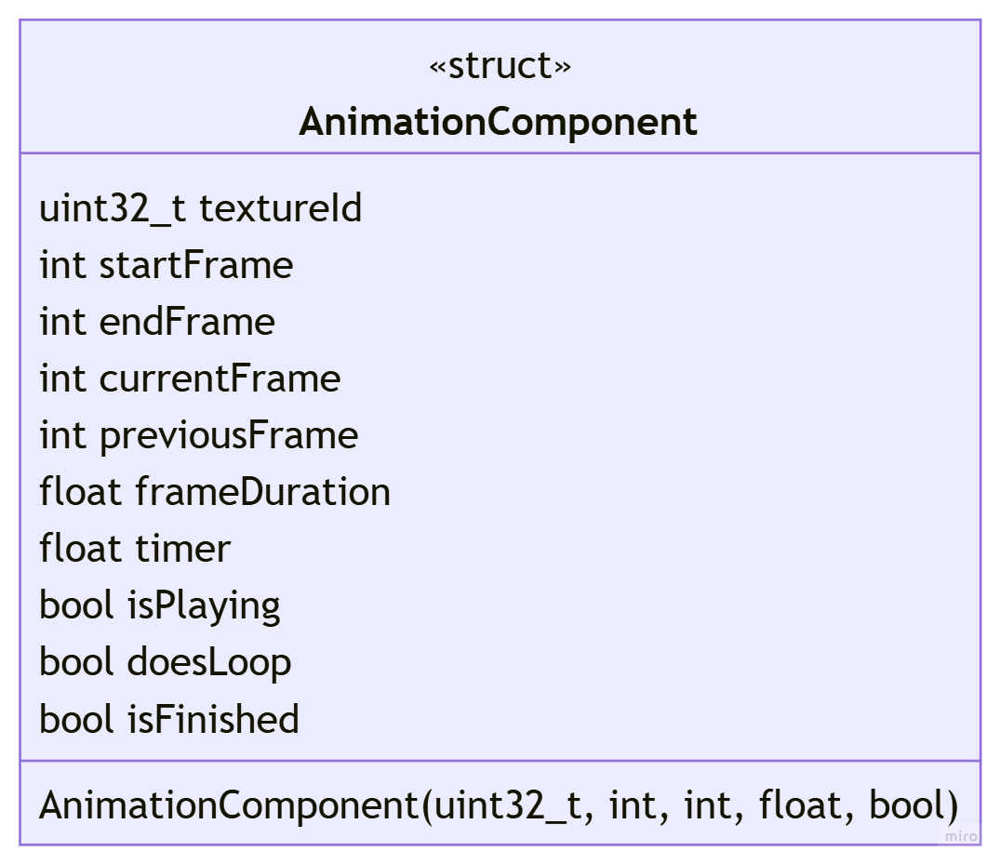 «struct»
AnimationComponent
uint32_t textureId
int startFrame
int endFrame
int currentFrame
int previousFrame
float frameDuration
float timer
bool isPlaying
bool doesLoop
bool isFinished
AnimationComponent(uint32_t, int, int, float, bool)
miro